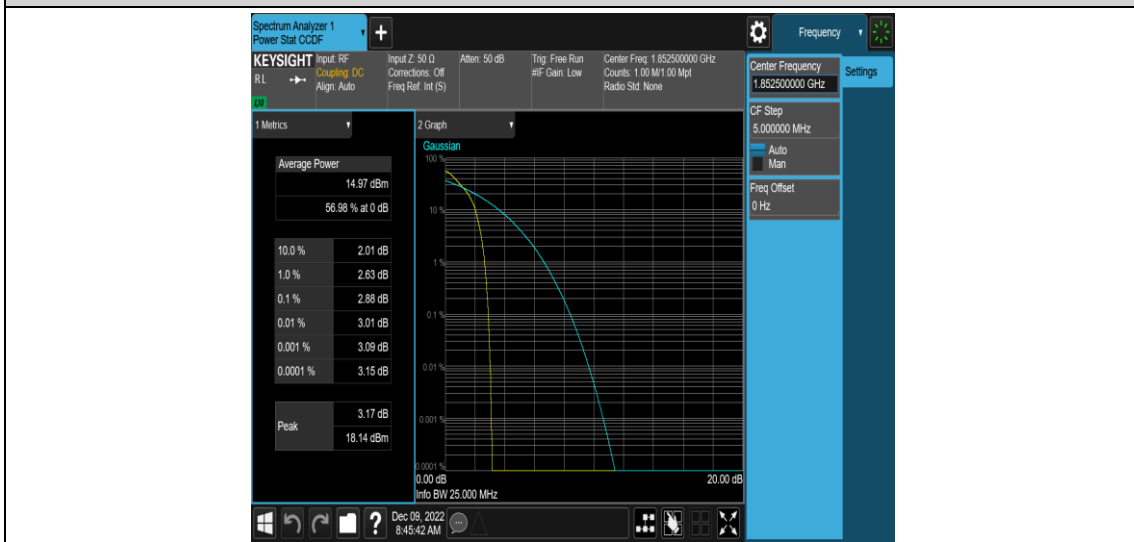 Spectrum Analyzer 1
Power Stat CCDF
+
Frequency
KEYSIGHT
RL
LXI
Input: RF
Coupling: DC
Align: Auto
Input Z: 50 Ω
Corrections: Off
Freq Ref: Int (S)
Atten: 50 dB
Trig: Free Run
#IF Gain: Low
Center Freq: 1.852500000 GHz
Counts: 1.00 M/1.00 Mpt
Radio Std: None
Center Frequency
1.852500000 GHz
Settings
CF Step
5.000000 MHz
Auto
Man
Freq Offset
0 Hz
1 Metrics
Average Power
14.97 dBm
56.98 % at 0 dB
10.0 % 2.01 dB
1.0 % 2.63 dB
0.1 % 2.88 dB
0.01 % 3.01 dB
0.001 % 3.09 dB
0.0001 % 3.15 dB
Peak
3.17 dB
18.14 dBm
2 Graph
Gaussian
100 %
10 %
1 %
0.1 %
0.01 %
0.001 %
0.0001 %
0.00 dB
20.00 dB
Info BW 25.000 MHz
?
Dec 09, 2022
8:45:42 AM